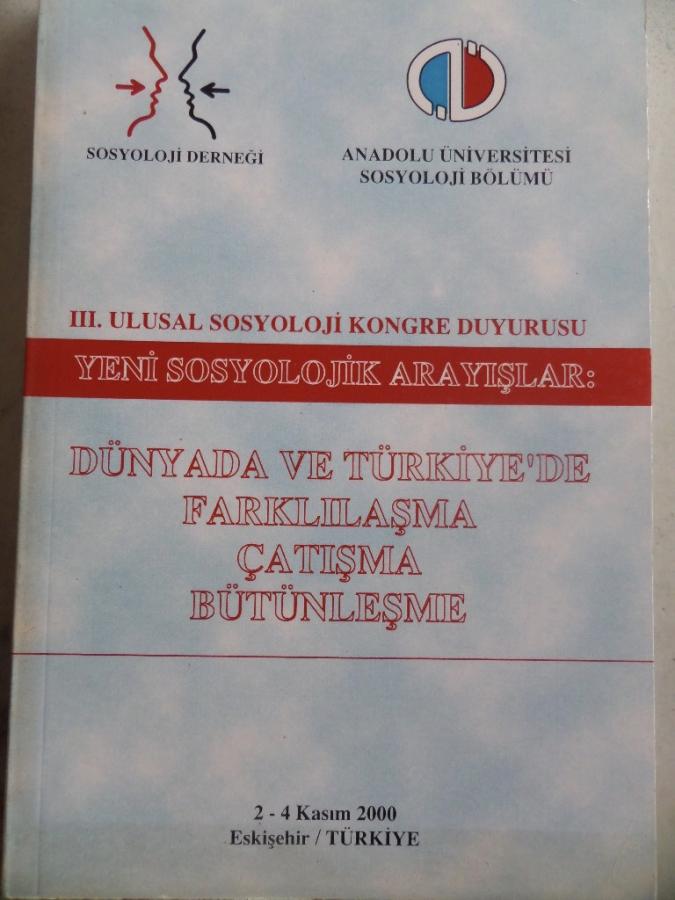 SOSYOLOJİ DERNEĞİ
ANADOLU ÜNİVERSİTESİ
SOSYOLOJİ BÖLÜMÜ
III. ULUSAL SOSYOLOJİ KONGRE DUYURUSU
YENİ SOSYOLOJİK ARAYIŞLAR:
DÜNYADA VE TÜRKİYE'DE
FARKLILAŞMA
ÇATIŞMA
BÜTÜNLEŞME
2 - 4 Kasım 2000
Eskişehir / TÜRKİYE